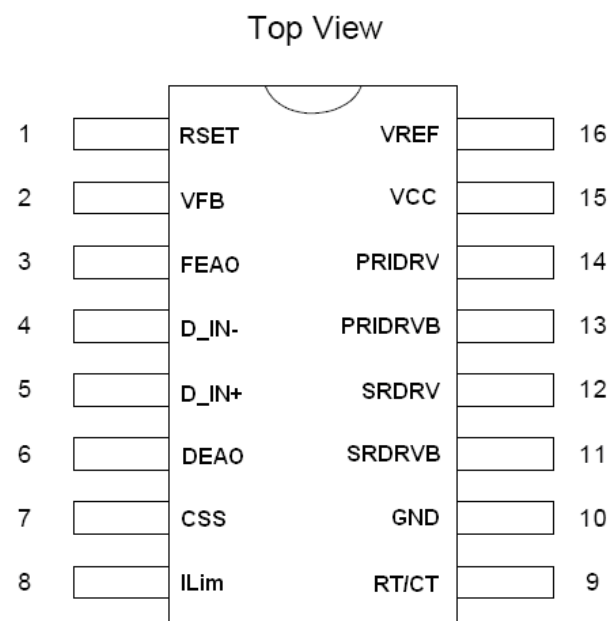 Top View
1 RSET VREF 16
2 VFB VCC 15
3 FEAO PRIDRV 14
4 D_IN- PRIDRVB 13
5 D_IN+ SRDRV 12
6 DEAO SRDRVB 11
7 CSS GND 10
8 ILim RT/CT 9